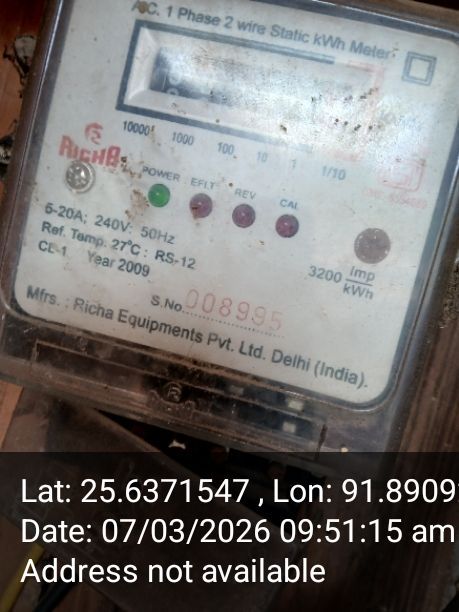 A.C. 1 Phase 2 wire Static kWh Meter
10000 1000 100 10 1 1/10
RICHA
POWER EFLT REV CAL
5-20A; 240V; 50Hz
Ref. Temp. 27°C : RS-12
CL-1 Year 2009
3200 Imp
kWh
S.No. 008995
Mfrs. : Richa Equipments Pvt. Ltd. Delhi (India).
Lat: 25.6371547 , Lon: 91.8909
Date: 07/03/2026 09:51:15 am
Address not available